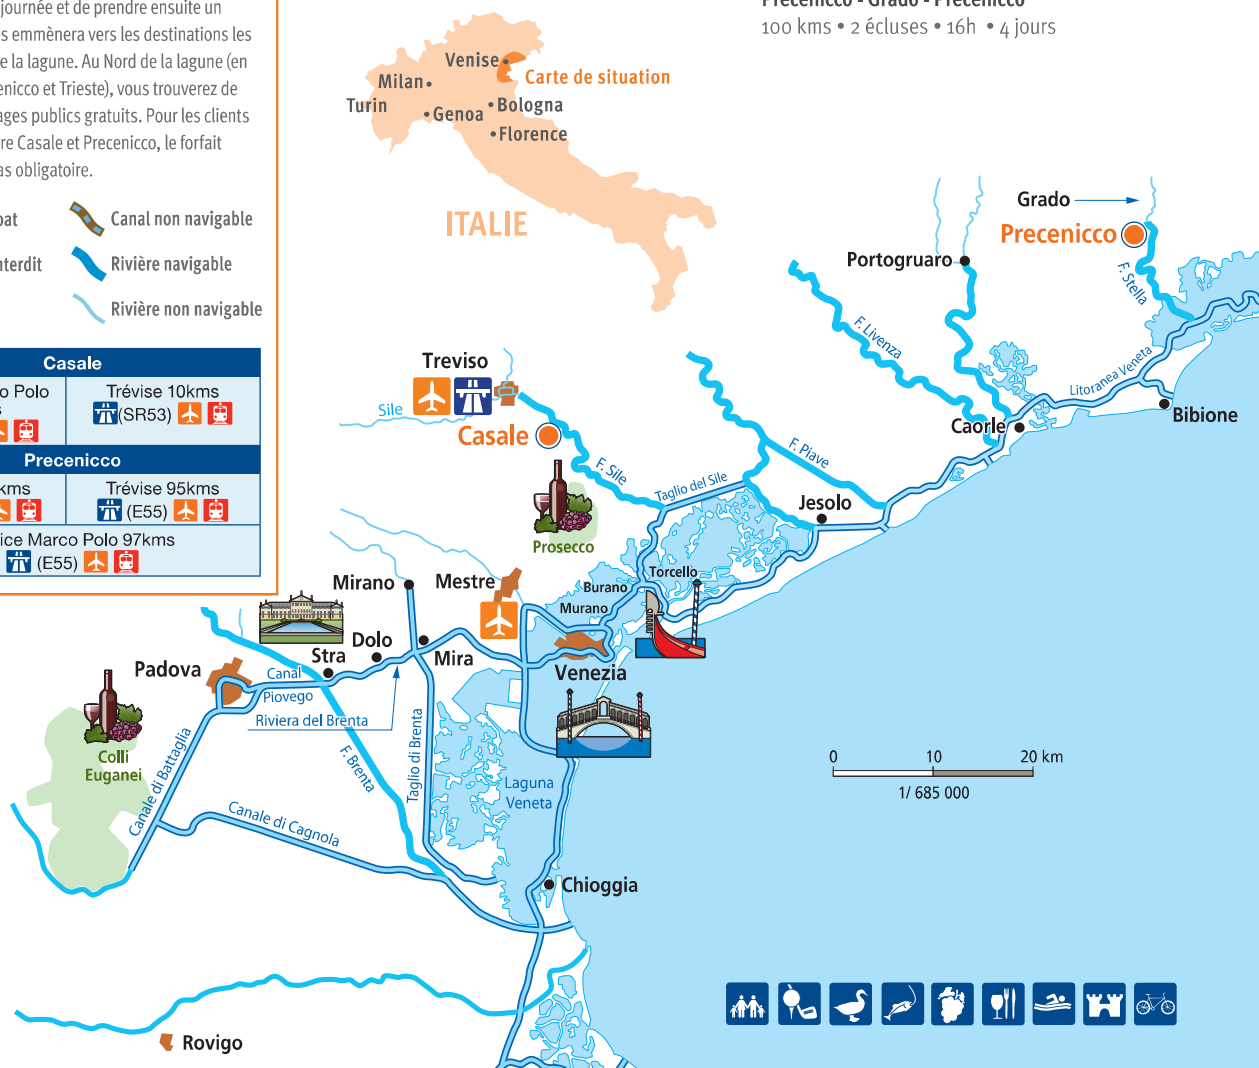 journée et de prendre ensuite un
s emmènera vers les destinations les
e la lagune. Au Nord de la lagune (en
enicco et Trieste), vous trouverez de
ages publics gratuits. Pour les clients
re Casale et Precenicco, le forfait
as obligatoire.
Canal non navigable
nterdit
Rivière navigable
Rivière non navigable
Casale
o Polo
Trévise 10kms
(SR53)
Precenicco
kms
Trévise 95kms
(E55)
ice Marco Polo 97kms
(E55)
Precenicco - Grado - Precenicco
100 kms • 2 écluses • 16h • 4 jours
Venise
Carte de situation
Milan
Turin
Genoa
Bologna
Florence
ITALIE
Grado
Precenicco
Portogruaro
F. Stella
F. Livenza
Litoranea Veneta
Bibione
Caorle
Treviso
Sile
Casale
F. Sile
F. Piave
Taglio del Sile
Jesolo
Prosecco
Torcello
Burano
Murano
Mirano
Mestre
Dolo
Stra
Mira
Venezia
Padova
Canal
Piovego
Riviera del Brenta
Colli
Euganei
Canale di Battaglia
F. Brenta
Taglio di Brenta
Canale di Cagnola
Laguna
Veneta
0 10 20 km
1/ 685 000
Chioggia
Rovigo